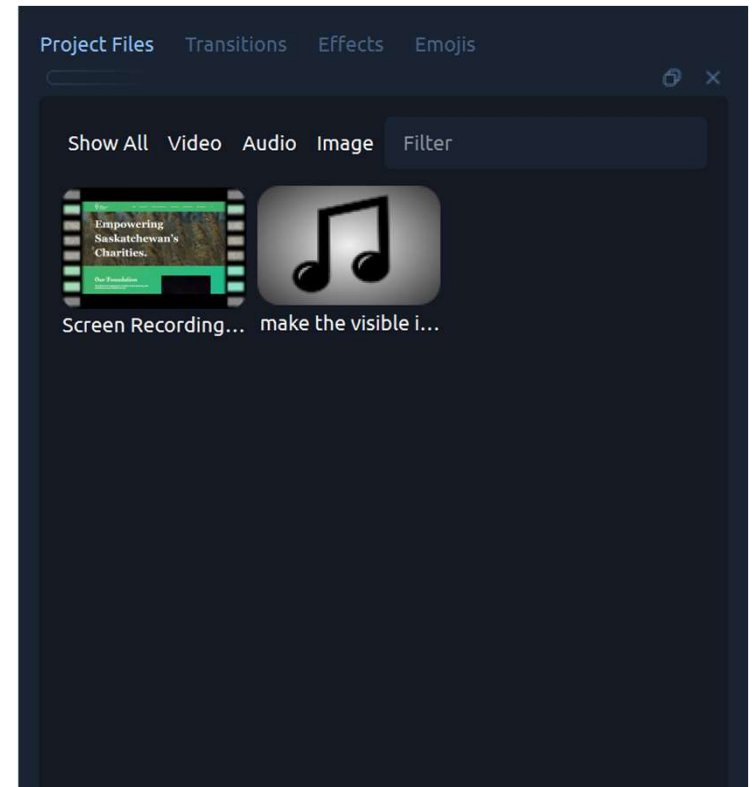 Project Files Transitions Effects Emojis
Show All Video Audio Image Filter
Empowering
Saskatchewan's
Charities.
Our Foundation
Screen Recording... make the visible i...